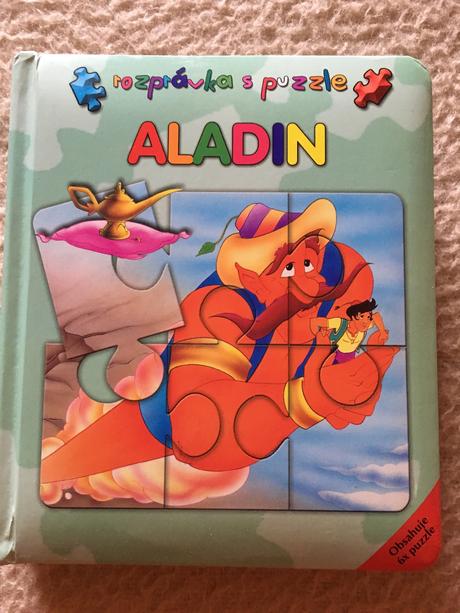 rozprávka s puzzle
ALADIN
Obsahuje
6x puzzle